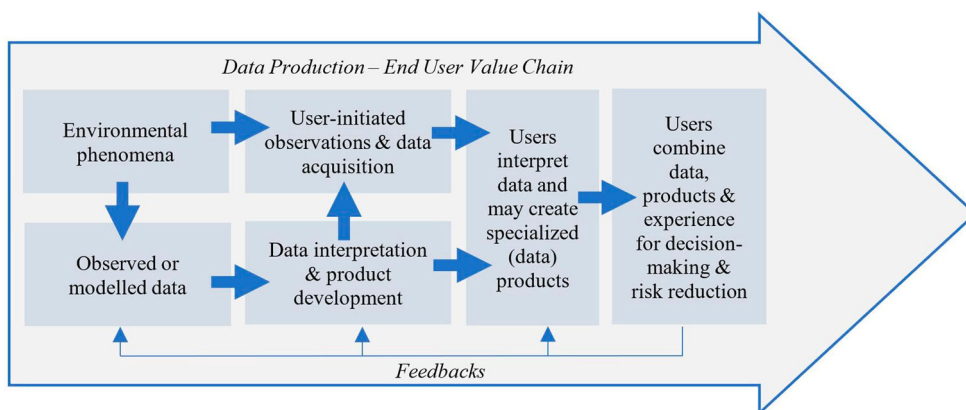 Data Production – End User Value Chain
Environmental
phenomena
User-initiated
observations & data
acquisition
Users
interpret
data and
may create
specialized
(data)
products
Users
combine
data,
products &
experience
for decision-
making &
risk reduction
Observed or
modelled data
Data interpretation
& product
development
Feedbacks